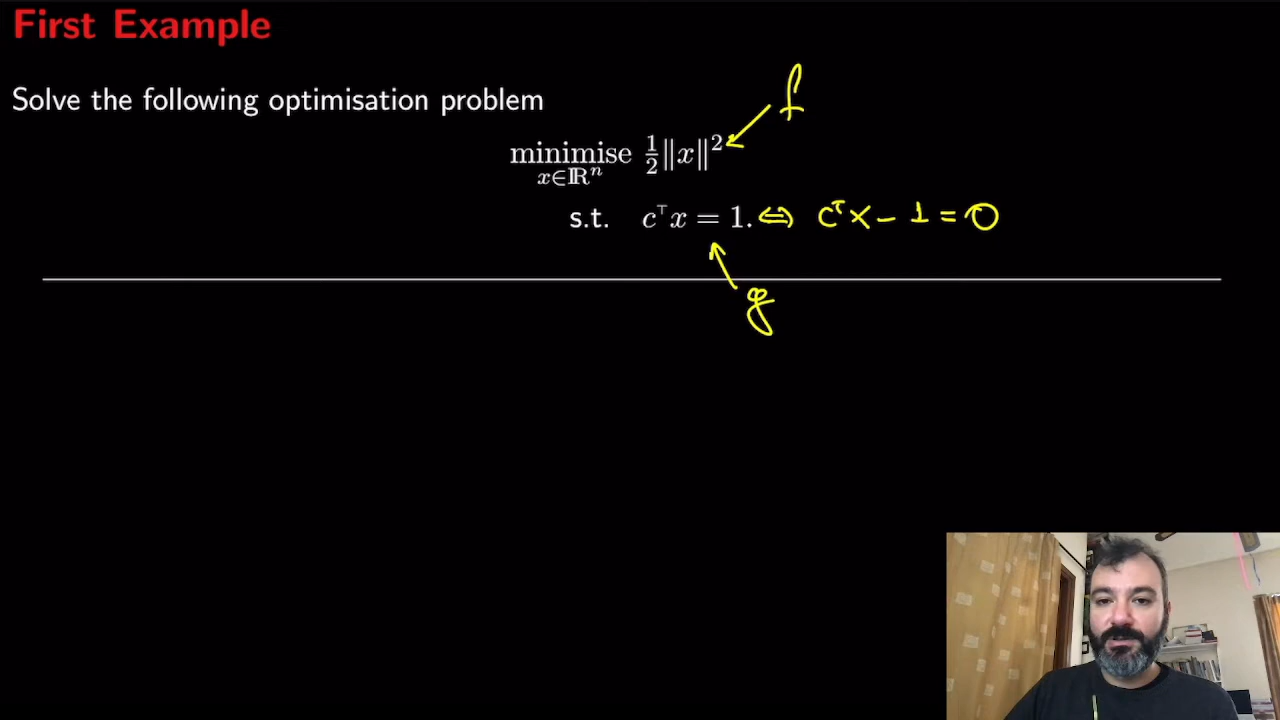 First Example
f
Solve the following optimisation problem
minimise ½‖x‖²
x∈ℝⁿ
s.t. cᵀx = 1. ⇔ cᵀx − 1 = 0
g